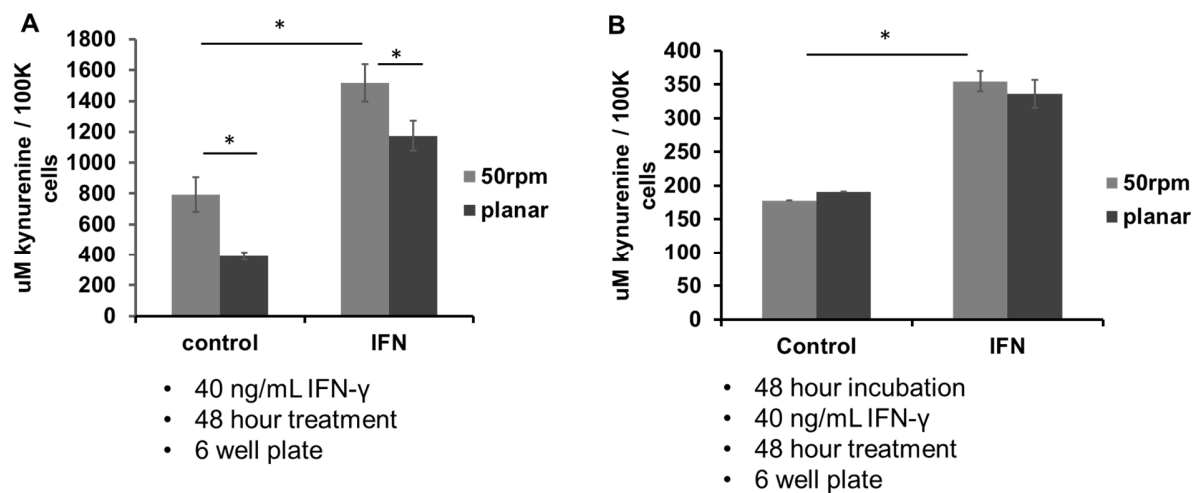 A
*
1800
1600
1400
1200
1000
800
600
400
200
0
uM kynurenine / 100K
cells
*
*
50rpm
planar
control
IFN
• 40 ng/mL IFN-γ
• 48 hour treatment
• 6 well plate
B
*
400
350
300
250
200
150
100
50
0
uM kynurenine / 100K
cells
50rpm
planar
Control
IFN
• 48 hour incubation
• 40 ng/mL IFN-γ
• 48 hour treatment
• 6 well plate